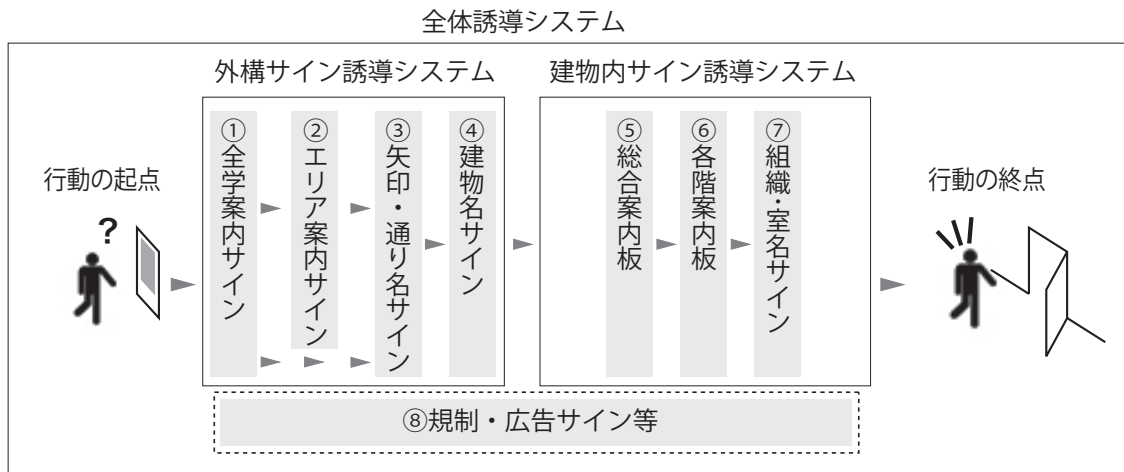 全体誘導システム
外構サイン誘導システム
建物内サイン誘導システム
行動の起点
?
①全学案内サイン
②エリア案内サイン
③矢印・通り名サイン
④建物名サイン
⑤総合案内板
⑥各階案内板
⑦組織・室名サイン
行動の終点
⑧規制・広告サイン等